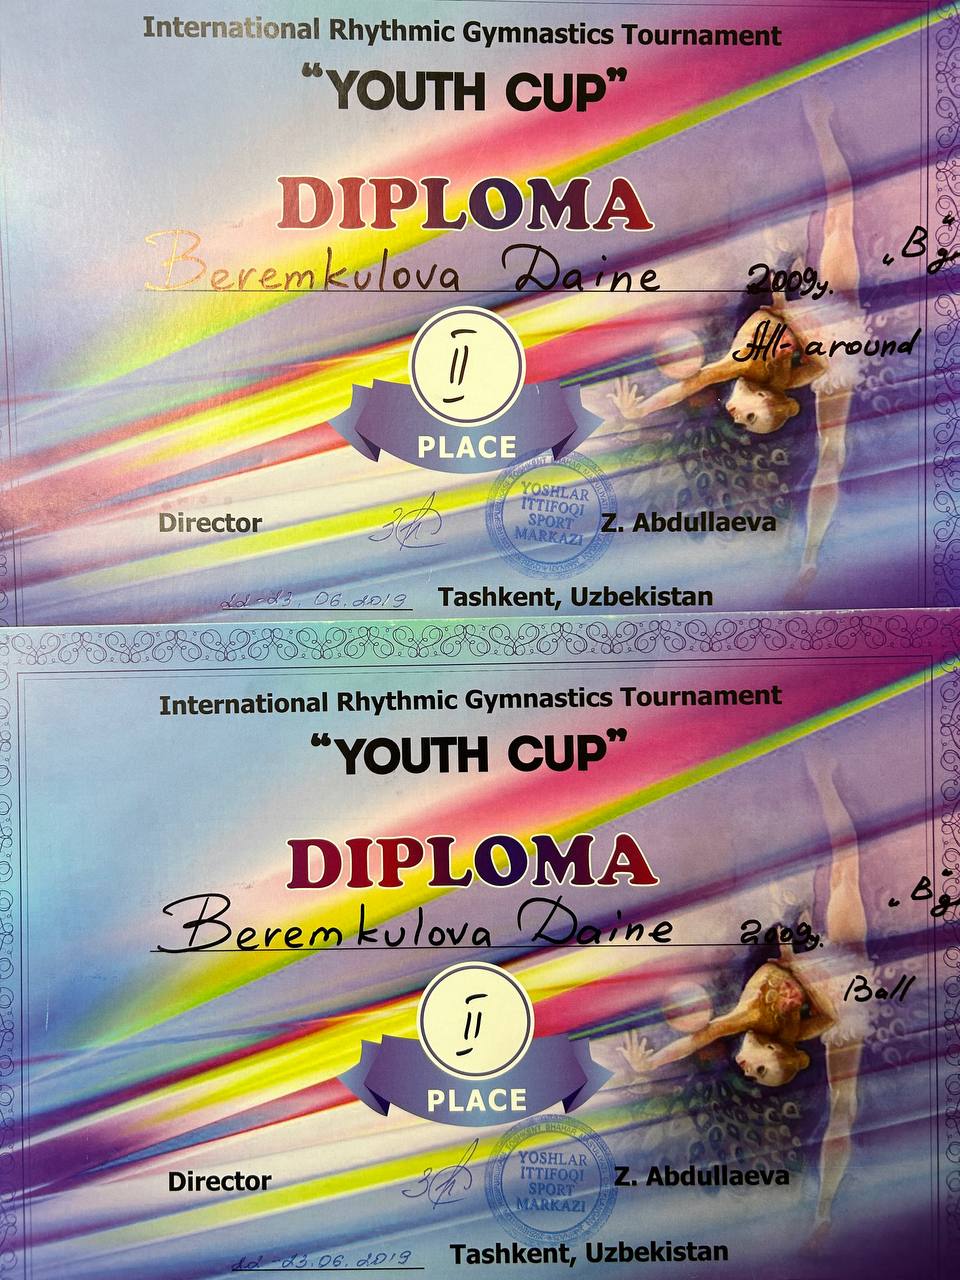 International Rhythmic Gymnastics Tournament
“YOUTH CUP”
DIPLOMA
Beremkulova Daine 2009y. „B“
All-around
II
PLACE
YOSHLAR
ITTIFOQI
SPORT
MARKAZI
Director Z. Abdullaeva
22-23.06.2019 Tashkent, Uzbekistan
International Rhythmic Gymnastics Tournament
“YOUTH CUP”
DIPLOMA
Beremkulova Daine 2009y. „B“
Ball
II
PLACE
YOSHLAR
ITTIFOQI
SPORT
MARKAZI
Director Z. Abdullaeva
22-23.06.2019 Tashkent, Uzbekistan